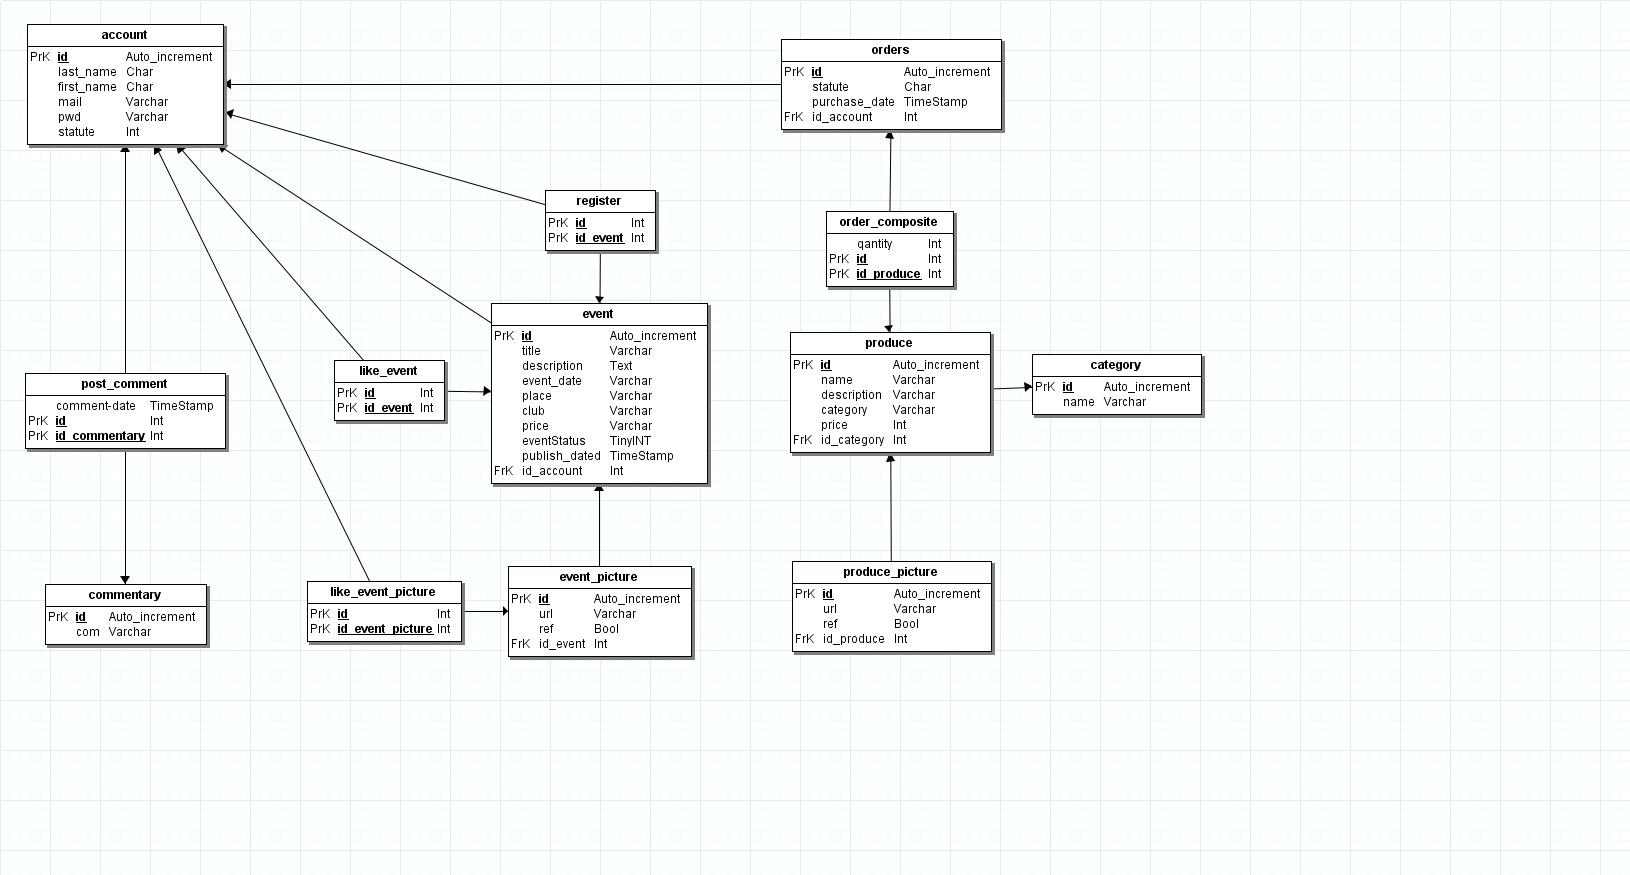 account
PrK id Auto_increment
last_name Char
first_name Char
mail Varchar
pwd Varchar
statute Int
orders
PrK id Auto_increment
statute Char
purchase_date TimeStamp
FrK id_account Int
register
PrK id Int
PrK id_event Int
order_composite
qantity Int
PrK id Int
PrK id_produce Int
event
PrK id Auto_increment
title Varchar
description Text
event_date Varchar
place Varchar
club Varchar
price Varchar
eventStatus TinyINT
publish_dated TimeStamp
FrK id_account Int
produce
PrK id Auto_increment
name Varchar
description Varchar
category Varchar
price Int
FrK id_category Int
category
PrK id Auto_increment
name Varchar
like_event
PrK id Int
PrK id_event Int
post_comment
comment-date TimeStamp
PrK id Int
PrK id_commentary Int
commentary
PrK id Auto_increment
com Varchar
like_event_picture
PrK id Int
PrK id_event_picture Int
event_picture
PrK id Auto_increment
url Varchar
ref Bool
FrK id_event Int
produce_picture
PrK id Auto_increment
url Varchar
ref Bool
FrK id_produce Int